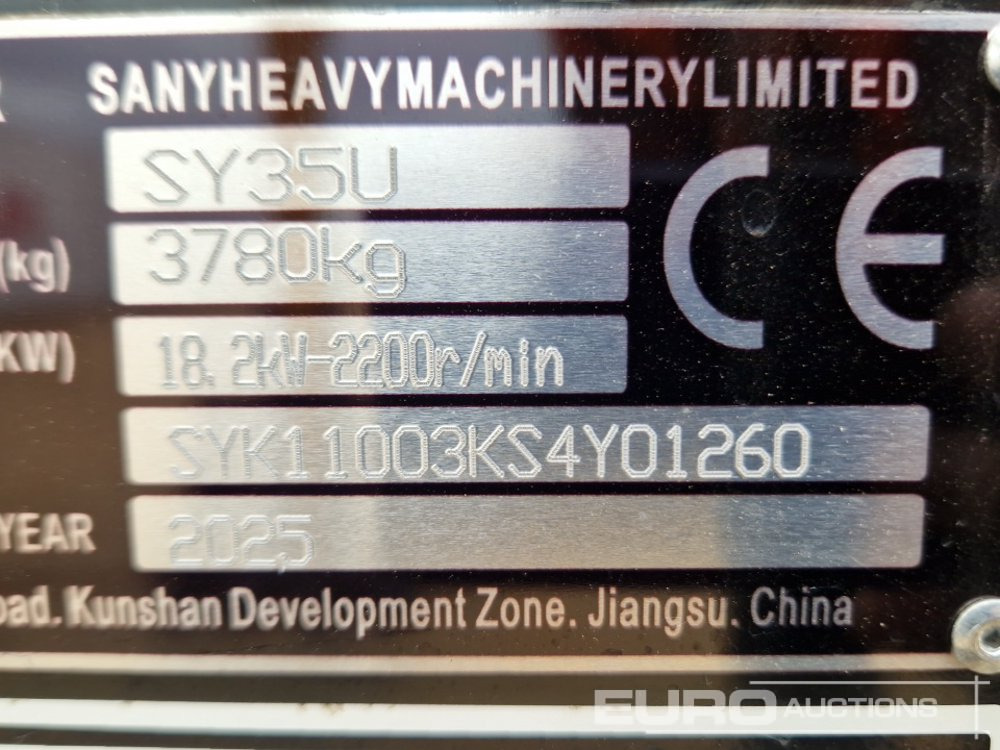 R SANYHEAVYMACHINERYLIMITED
SY35U
(kg) 3780kg
KW) 18.2kW-2200r/min
SYK11003KS4Y01260
YEAR 2025
oad. Kunshan Development Zone. Jiangsu. China
CE
EURO AUCTIONS